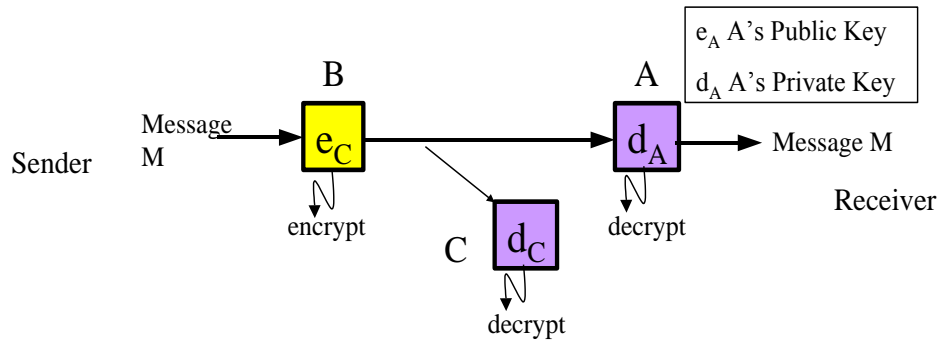 e_A A’s Public Key
d_A A’s Private Key
B
A
Message
M
e_C
d_A
Message M
Sender
encrypt
decrypt
Receiver
C
d_C
decrypt